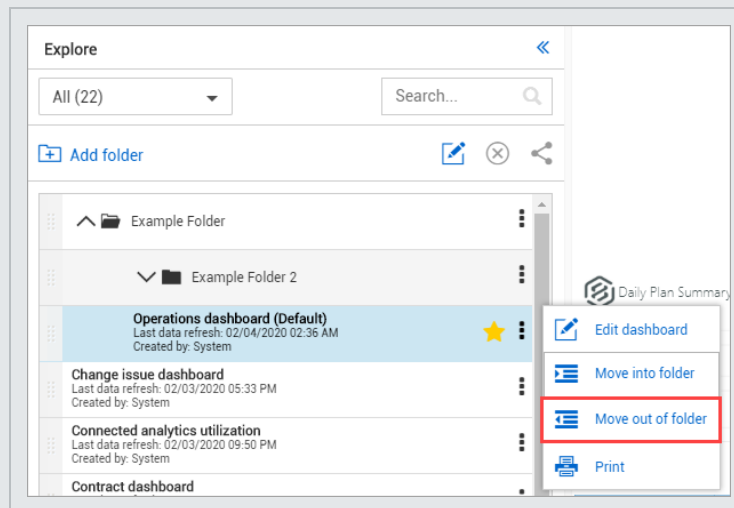 Explore
All (22)
Search...
Add folder
Example Folder
Example Folder 2
Operations dashboard (Default)
Last data refresh: 02/04/2020 02:36 AM
Created by: System
Change issue dashboard
Last data refresh: 02/03/2020 05:33 PM
Created by: System
Connected analytics utilization
Last data refresh: 02/03/2020 09:50 PM
Created by: System
Contract dashboard
Daily Plan Summary
Edit dashboard
Move into folder
Move out of folder
Print